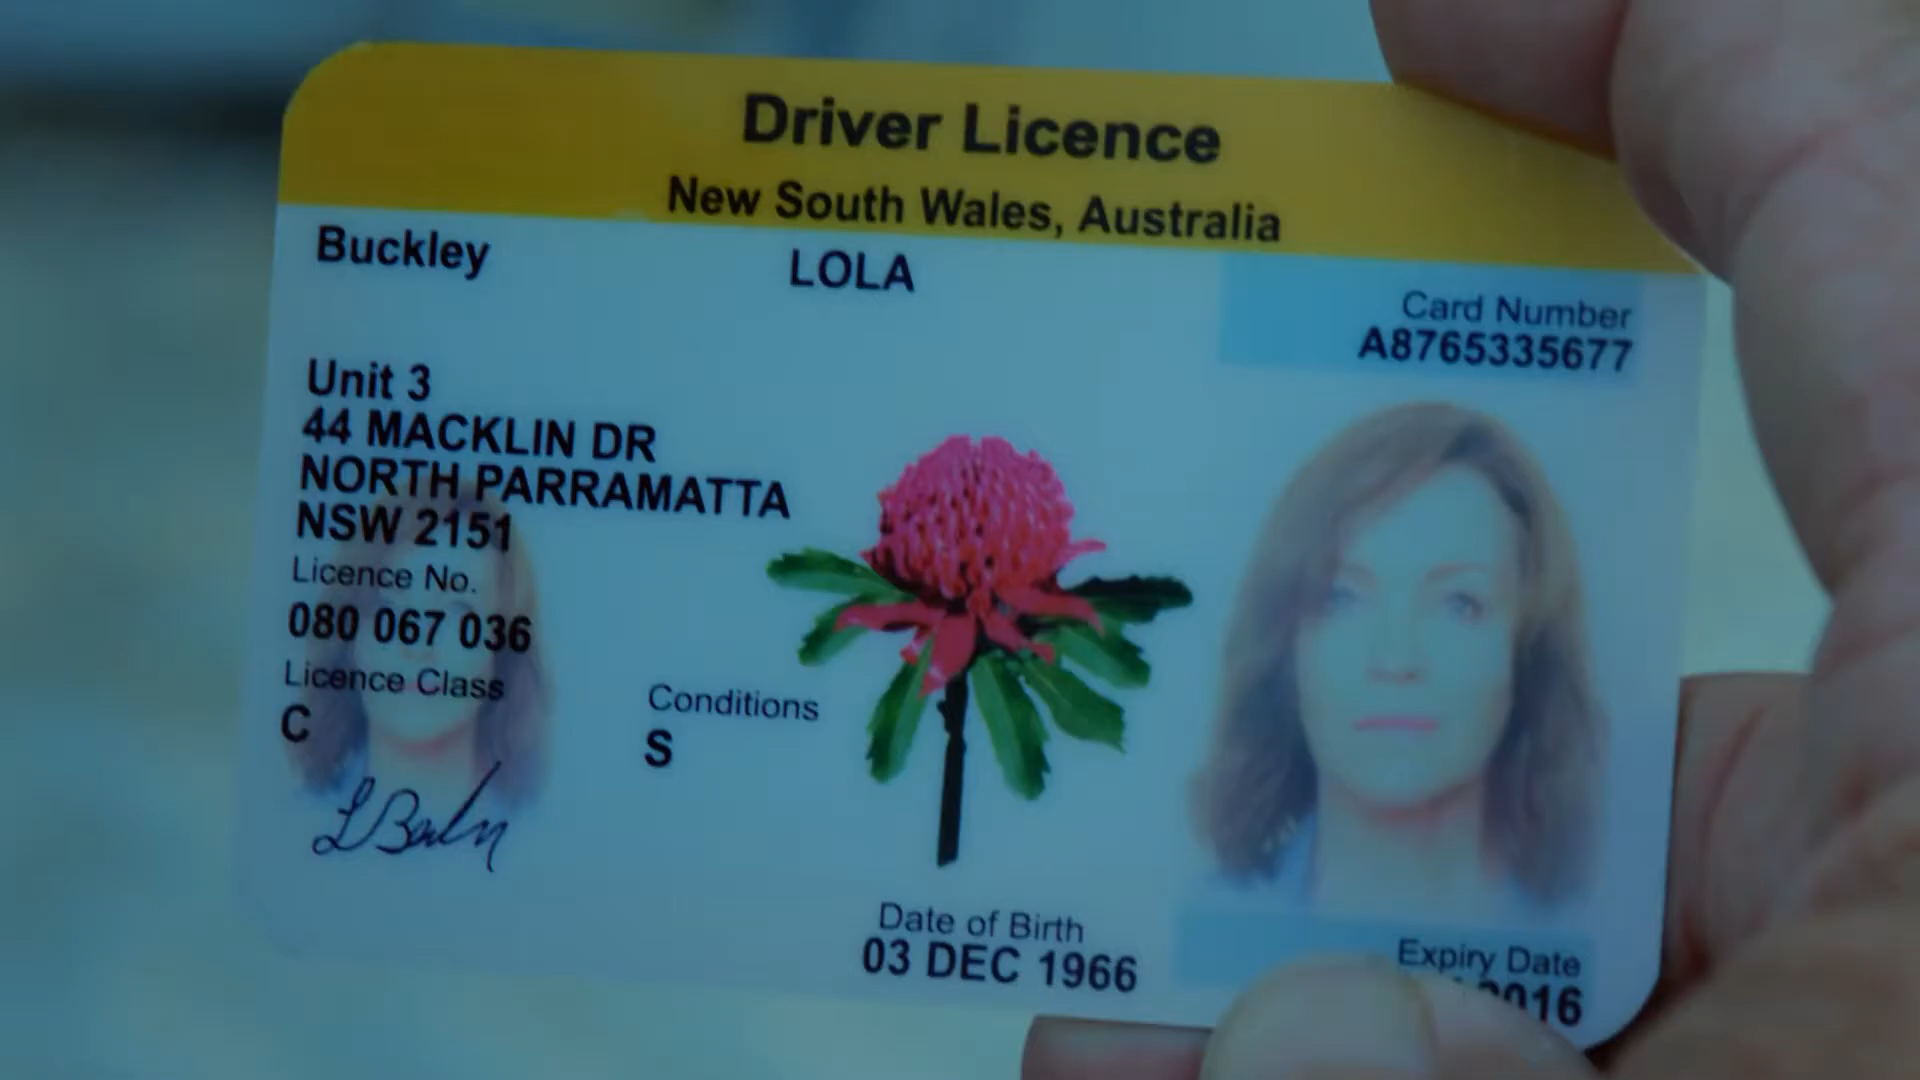 Driver Licence
New South Wales, Australia
Buckley LOLA
Card Number
A8765335677
Unit 3
44 MACKLIN DR
NORTH PARRAMATTA
NSW 2151
Licence No.
080 067 036
Licence Class
C
Conditions
S
Date of Birth
03 DEC 1966
Expiry Date
2016